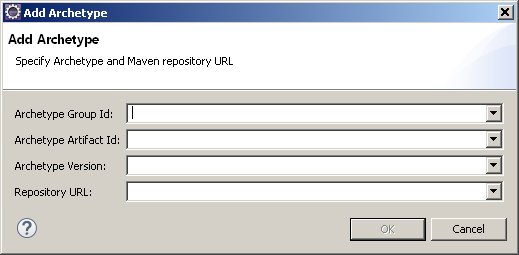 Add Archetype
Add Archetype
Specify Archetype and Maven repository URL
Archetype Group Id:
Archetype Artifact Id:
Archetype Version:
Repository URL:
? OK Cancel